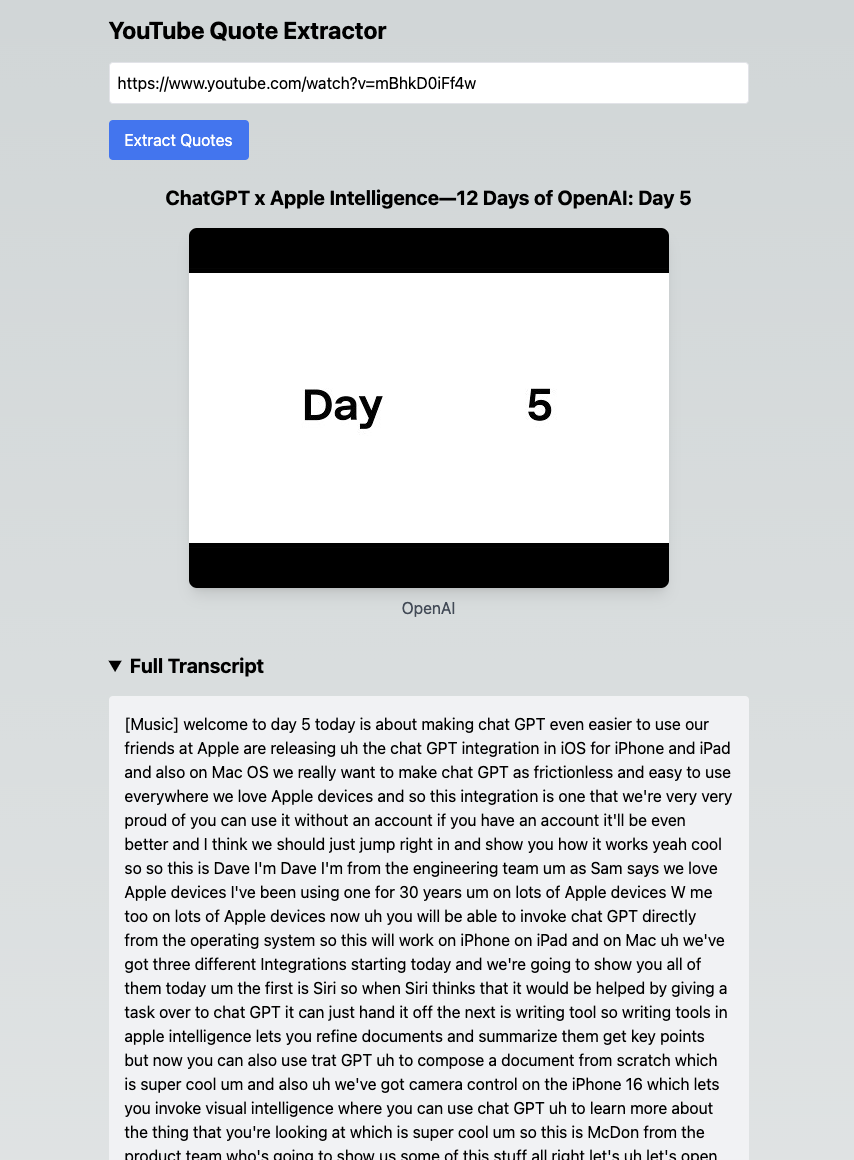 YouTube Quote Extractor
https://www.youtube.com/watch?v=mBhkD0iFf4w
Extract Quotes
ChatGPT x Apple Intelligence—12 Days of OpenAI: Day 5
Day 5
OpenAI
▼ Full Transcript
[Music] welcome to day 5 today is about making chat GPT even easier to use our
friends at Apple are releasing uh the chat GPT integration in iOS for iPhone and iPad
and also on Mac OS we really want to make chat GPT as frictionless and easy to use
everywhere we love Apple devices and so this integration is one that we're very very
proud of you can use it without an account if you have an account it'll be even
better and I think we should just jump right in and show you how it works yeah cool
so so this is Dave I'm Dave I'm from the engineering team um as Sam says we love
Apple devices I've been using one for 30 years um on lots of Apple devices W me
too on lots of Apple devices now uh you will be able to invoke chat GPT directly
from the operating system so this will work on iPhone on iPad and on Mac uh we've
got three different Integrations starting today and we're going to show you all of
them today um the first is Siri so when Siri thinks that it would be helped by giving a
task over to chat GPT it can just hand it off the next is writing tool so writing tools in
apple intelligence lets you refine documents and summarize them get key points
but now you can also use trat GPT uh to compose a document from scratch which
is super cool um and also uh we've got camera control on the iPhone 16 which lets
you invoke visual intelligence where you can use chat GPT uh to learn more about
the thing that you're looking at which is super cool um so this is McDon from the
product team who's going to show us some of this stuff all right let's uh let's open